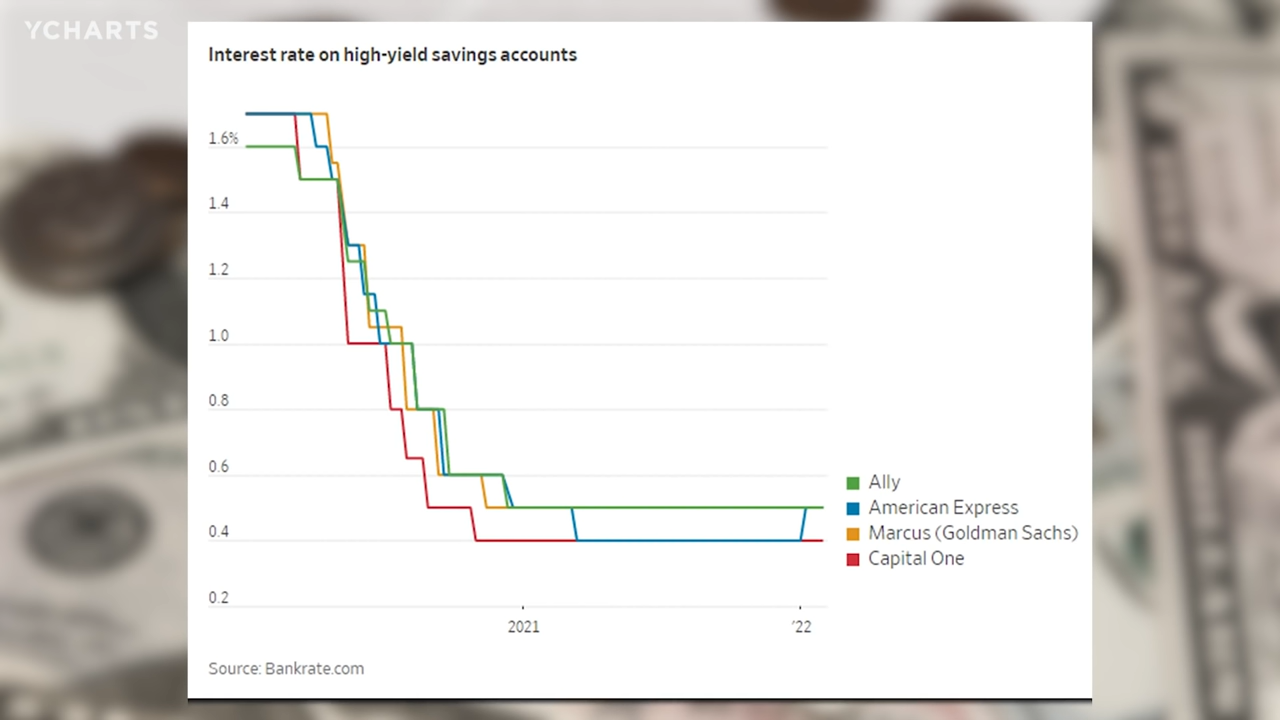 YCHARTS
Interest rate on high-yield savings accounts
1.6%
1.4
1.2
1.0
0.8
0.6
0.4
0.2
2021
'22
Ally
American Express
Marcus (Goldman Sachs)
Capital One
Source: Bankrate.com